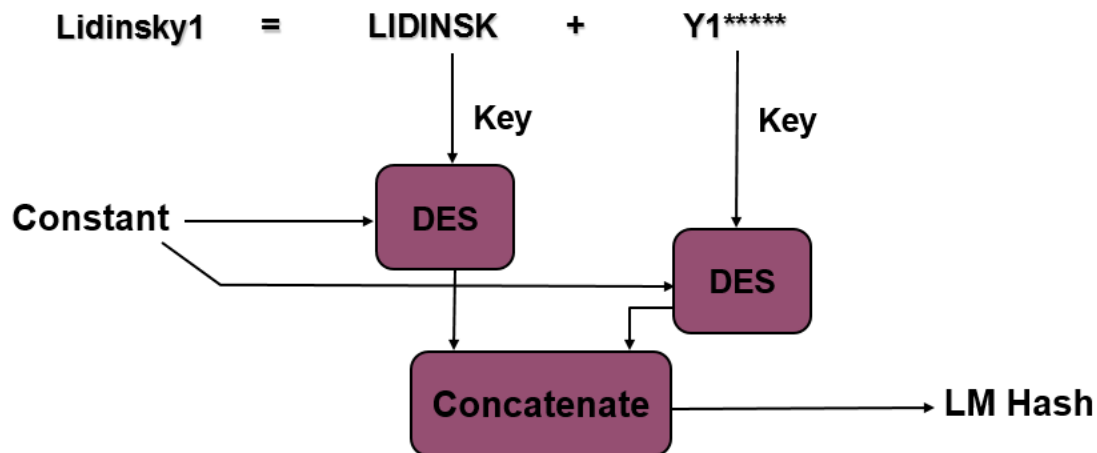 Lidinsky1 = LIDINSK + Y1*****
Key
Key
Constant
DES
DES
Concatenate
LM Hash